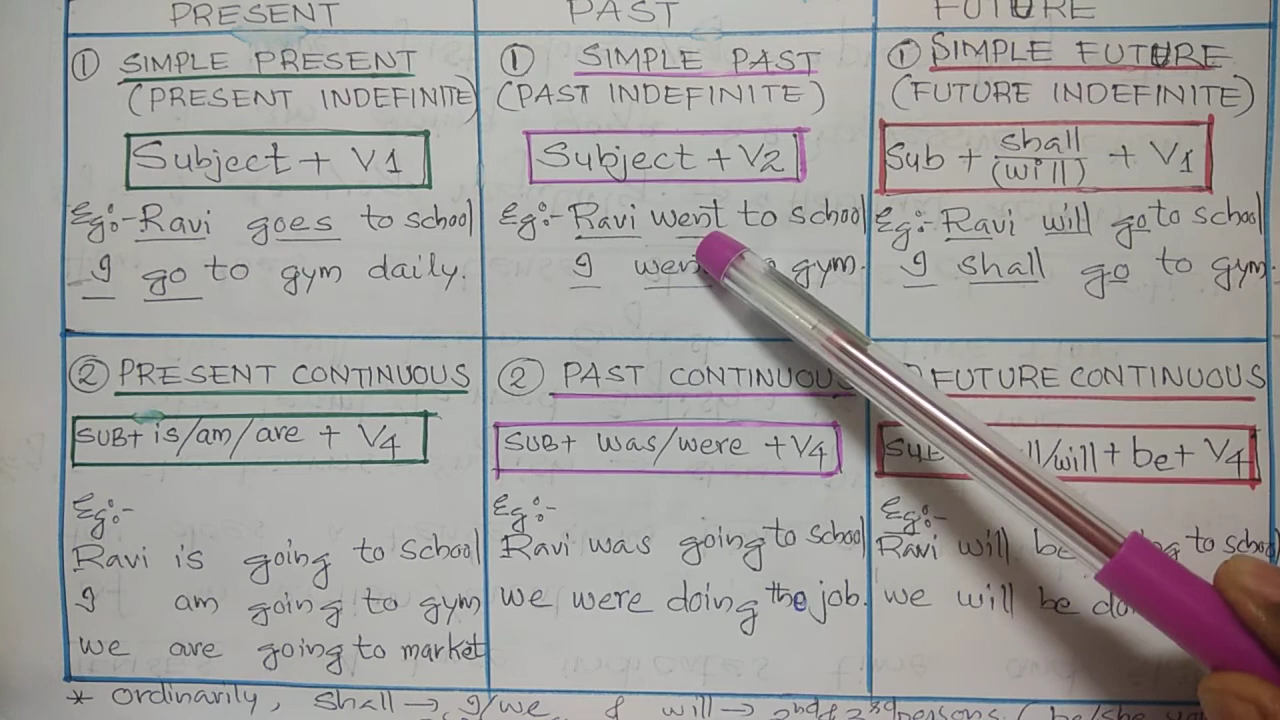 PRESENT
PAST
FUTURE
① SIMPLE PRESENT
(PRESENT INDEFINITE)
Subject + V1
Eg:- Ravi goes to school
I go to gym daily.
① SIMPLE PAST
(PAST INDEFINITE)
Subject + V2
Eg:- Ravi went to school
I went gym.
① SIMPLE FUTURE
(FUTURE INDEFINITE)
Sub + shall
(will) + V1
Eg:- Ravi will go to school
I shall go to gym.
② PRESENT CONTINUOUS
SUB+ is/am/are + V4
Eg:-
Ravi is going to school
I am going to gym
we are going to market
② PAST CONTINUOUS
SUB+ was/were + V4
Eg:-
Ravi was going to school
we were doing the job.
FUTURE CONTINUOUS
/will + be + V4
Eg:-
Ravi will be to school
we will be
* Ordinarily, shall → I/we & will → persons